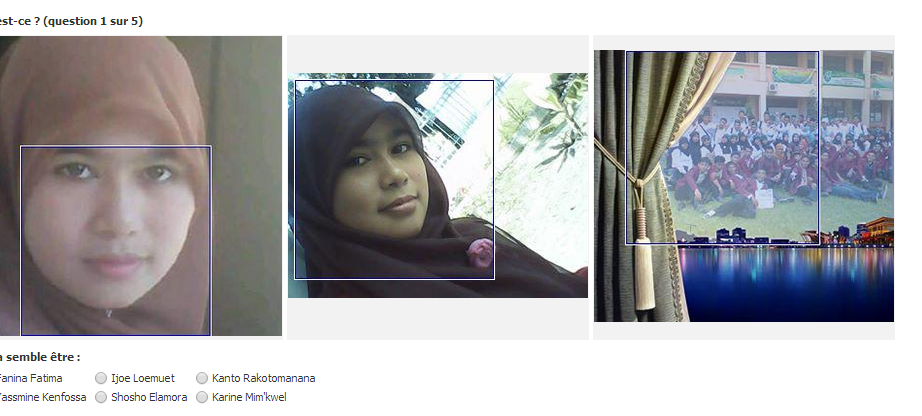 est-ce ? (question 1 sur 5)
a semble être :
Fanina Fatima Ijoe Loemuet Kanto Rakotomanana
Yassmine Kenfossa Shosho Elamora Karine Mim'kwel